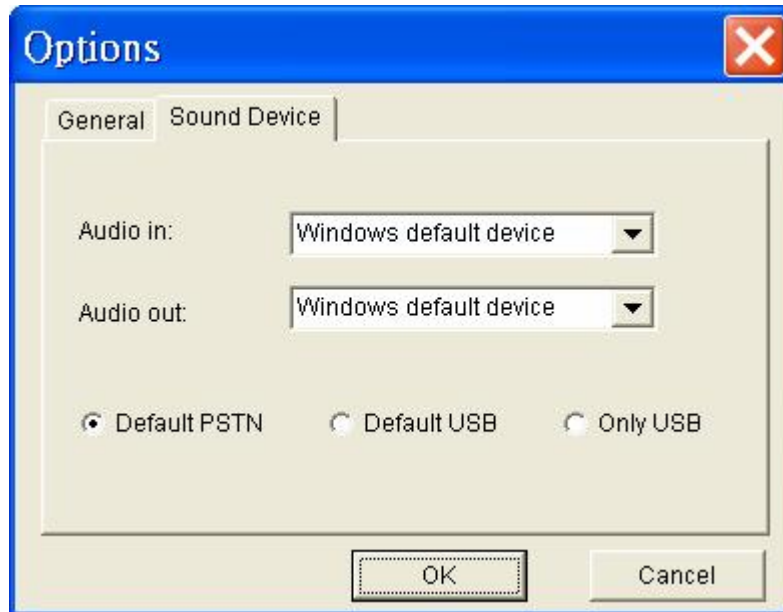 Options
General Sound Device
Audio in: Windows default device
Audio out: Windows default device
Default PSTN Default USB Only USB
OK Cancel